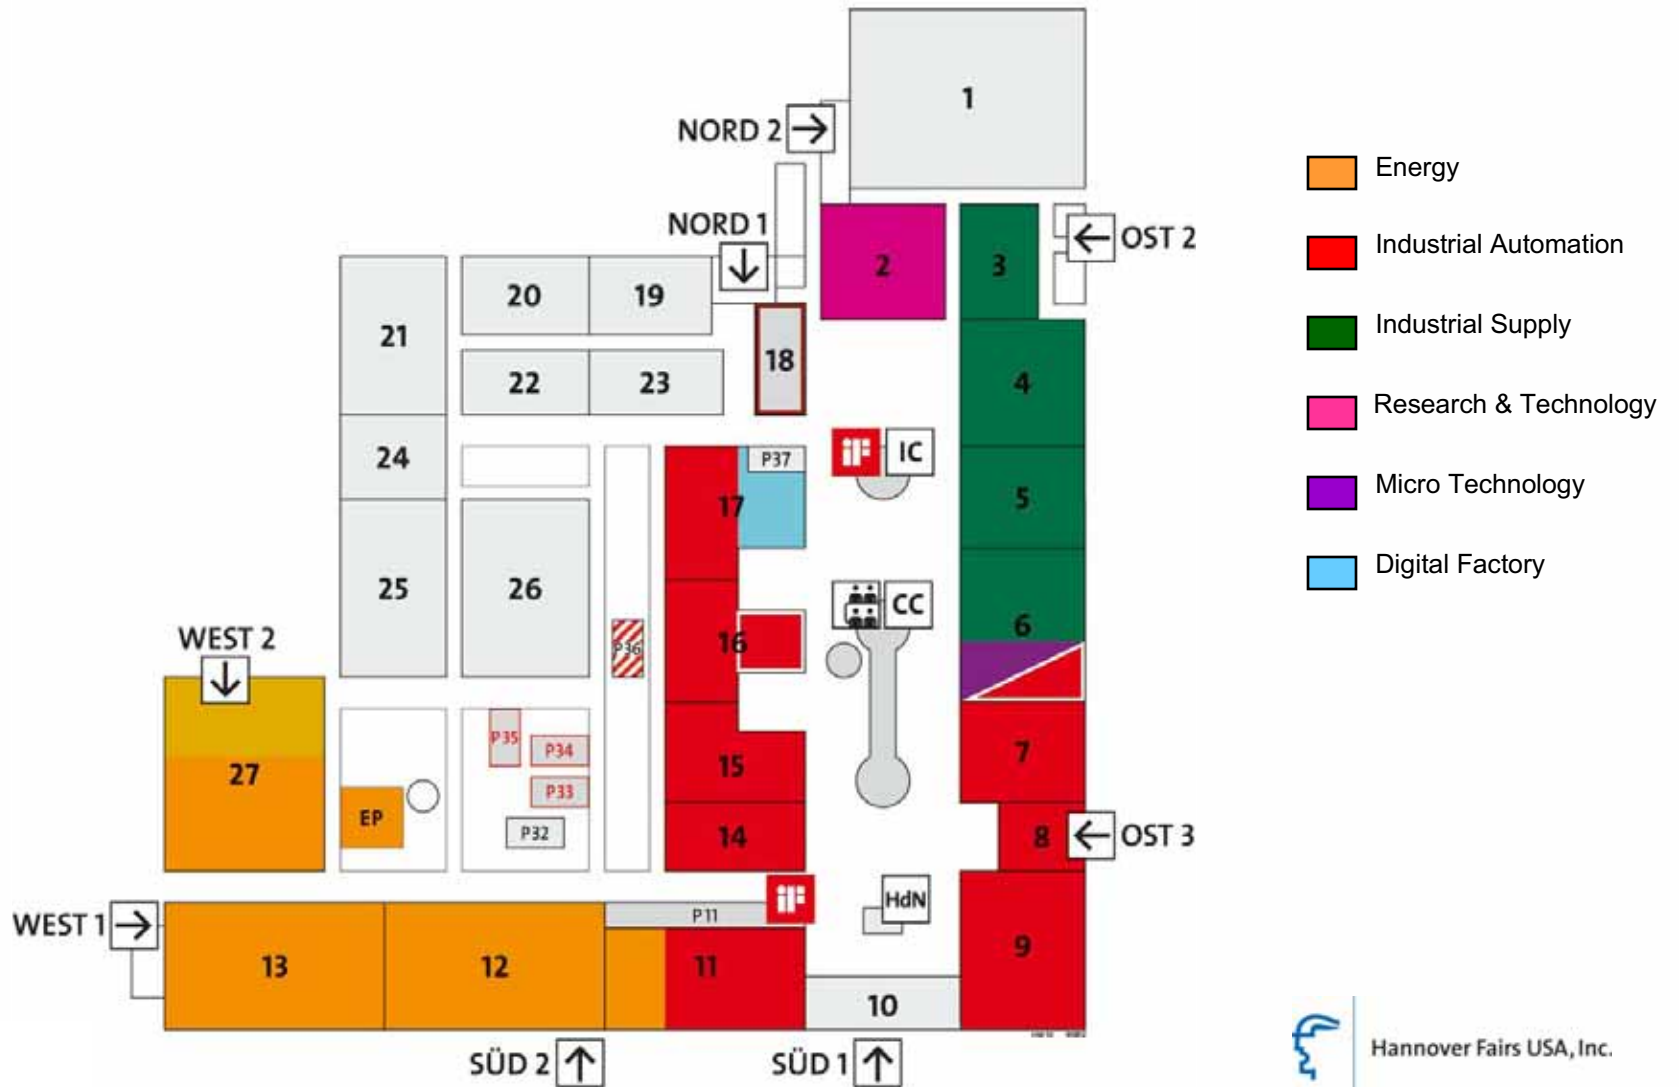 1
NORD 2
Energy
NORD 1
OST 2
Industrial Automation
2
3
20
19
21
18
Industrial Supply
22
23
4
Research & Technology
24
P37
IC
17
5
Micro Technology
25
26
CC
Digital Factory
6
WEST 2
P36
16
P35
P34
7
27
15
P33
EP
P32
14
8
OST 3
HdN
WEST 1
P11
13
12
11
9
10
SÜD 2
SÜD 1
Hannover Fairs USA, Inc.